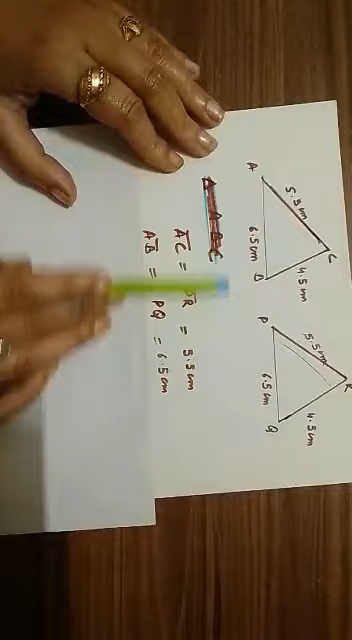 A
C
5.5cm
4.5cm
6.5cm
B
P
R
5.5cm
4.5cm
6.5cm
Q
AC = R = 5.5cm
AB = PQ = 6.5cm